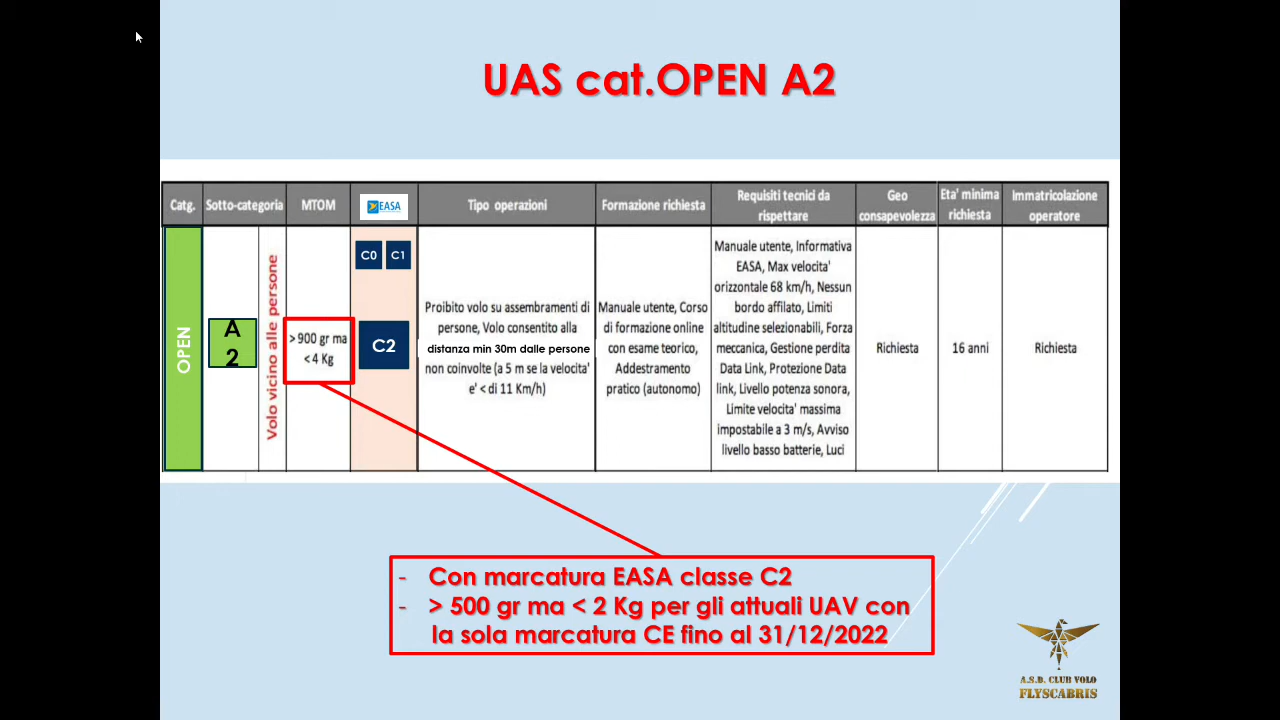 UAS cat.OPEN A2
Catg.
Sotto-categoria
MTOM
EASA
Tipo operazioni
Formazione richiesta
Requisiti tecnici da
rispettare
Geo
consapevolezza
Eta' minima
richiesta
Immatricolazione
operatore
OPEN
A
2
Volo vicino alle persone
> 900 gr ma
< 4 Kg
C0
C1
C2
Proibito volo su assembramenti di
persone, Volo consentito alla
distanza min 30m dalle persone
non coinvolte (a 5 m se la velocita'
e' < di 11 Km/h)
Manuale utente, Corso
di formazione online
con esame teorico,
Addestramento
pratico (autonomo)
Manuale utente, Informativa
EASA, Max velocita'
orizzontale 68 km/h, Nessun
bordo affilato, Limiti
altitudine selezionabili, Forza
meccanica, Gestione perdita
Data Link, Protezione Data
link, Livello potenza sonora,
Limite velocita' massima
impostabile a 3 m/s, Avviso
livello basso batterie, Luci
Richiesta
16 anni
Richiesta
- Con marcatura EASA classe C2
- > 500 gr ma < 2 Kg per gli attuali UAV con
la sola marcatura CE fino al 31/12/2022
A.S.D. CLUB VOLO
FLYSCABRIS